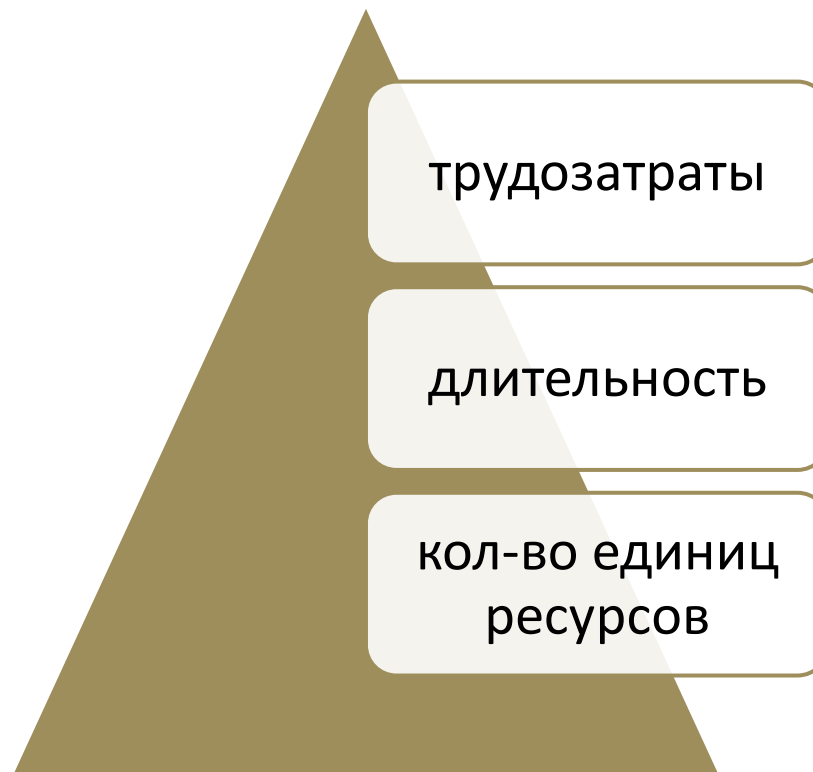 трудозатраты
длительность
кол-во единиц
ресурсов